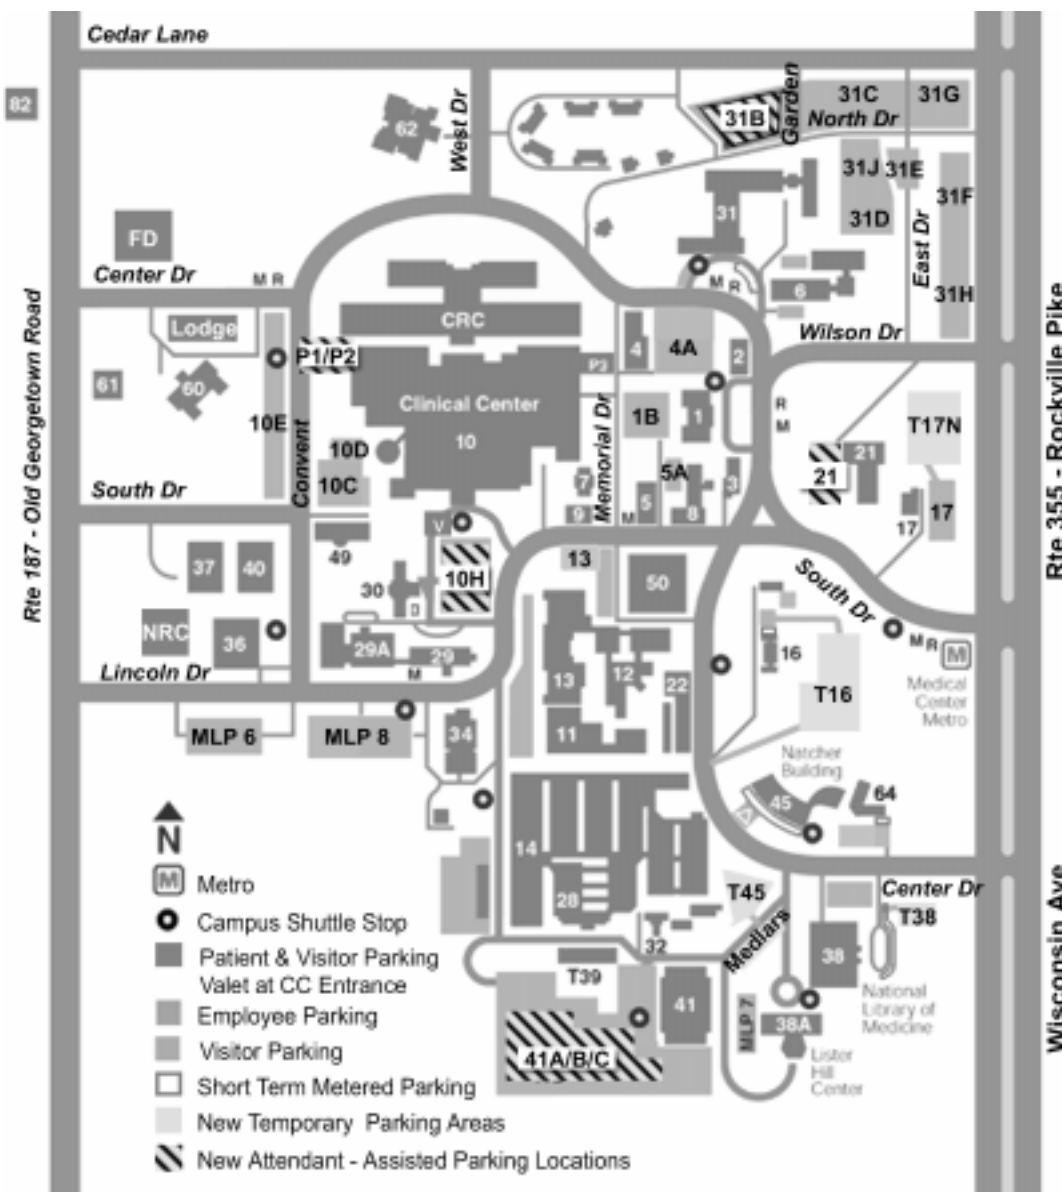 Cedar Lane
82
62
West Dr
31B
Garden
31C
31G
North Dr
31J
31E
31F
31D
31
East Dr
FD
Center Dr
M R
M
R
6
31H
Lodge
CRC
Wilson Dr
P1/P2
P3
4
4A
2
61
60
10E
Clinical Center
10
10D
10C
Convent
Memorial Dr
1B
1
R
M
T17N
21
21
17
17
South Dr
7
9
5A
5
M
8
3
V
49
37
40
30
10H
D
13
50
South Dr
NRC
36
29A
29
M
Lincoln Dr
12
13
22
11
16
T16
M R
M
Medical
Center
Metro
MLP 6
MLP 8
34
Natcher
Building
45
64
14
28
T45
Center Dr
T38
32
Medlars
38
T39
41
MLP 7
38A
National
Library of
Medicine
Lister
Hill
Center
41A/B/C
N
M Metro
Campus Shuttle Stop
Patient & Visitor Parking
Valet at CC Entrance
Employee Parking
Visitor Parking
Short Term Metered Parking
New Temporary Parking Areas
New Attendant - Assisted Parking Locations
Rte 187 - Old Georgetown Road
Rte 355 - Rockville Pike
Wisconsin Ave